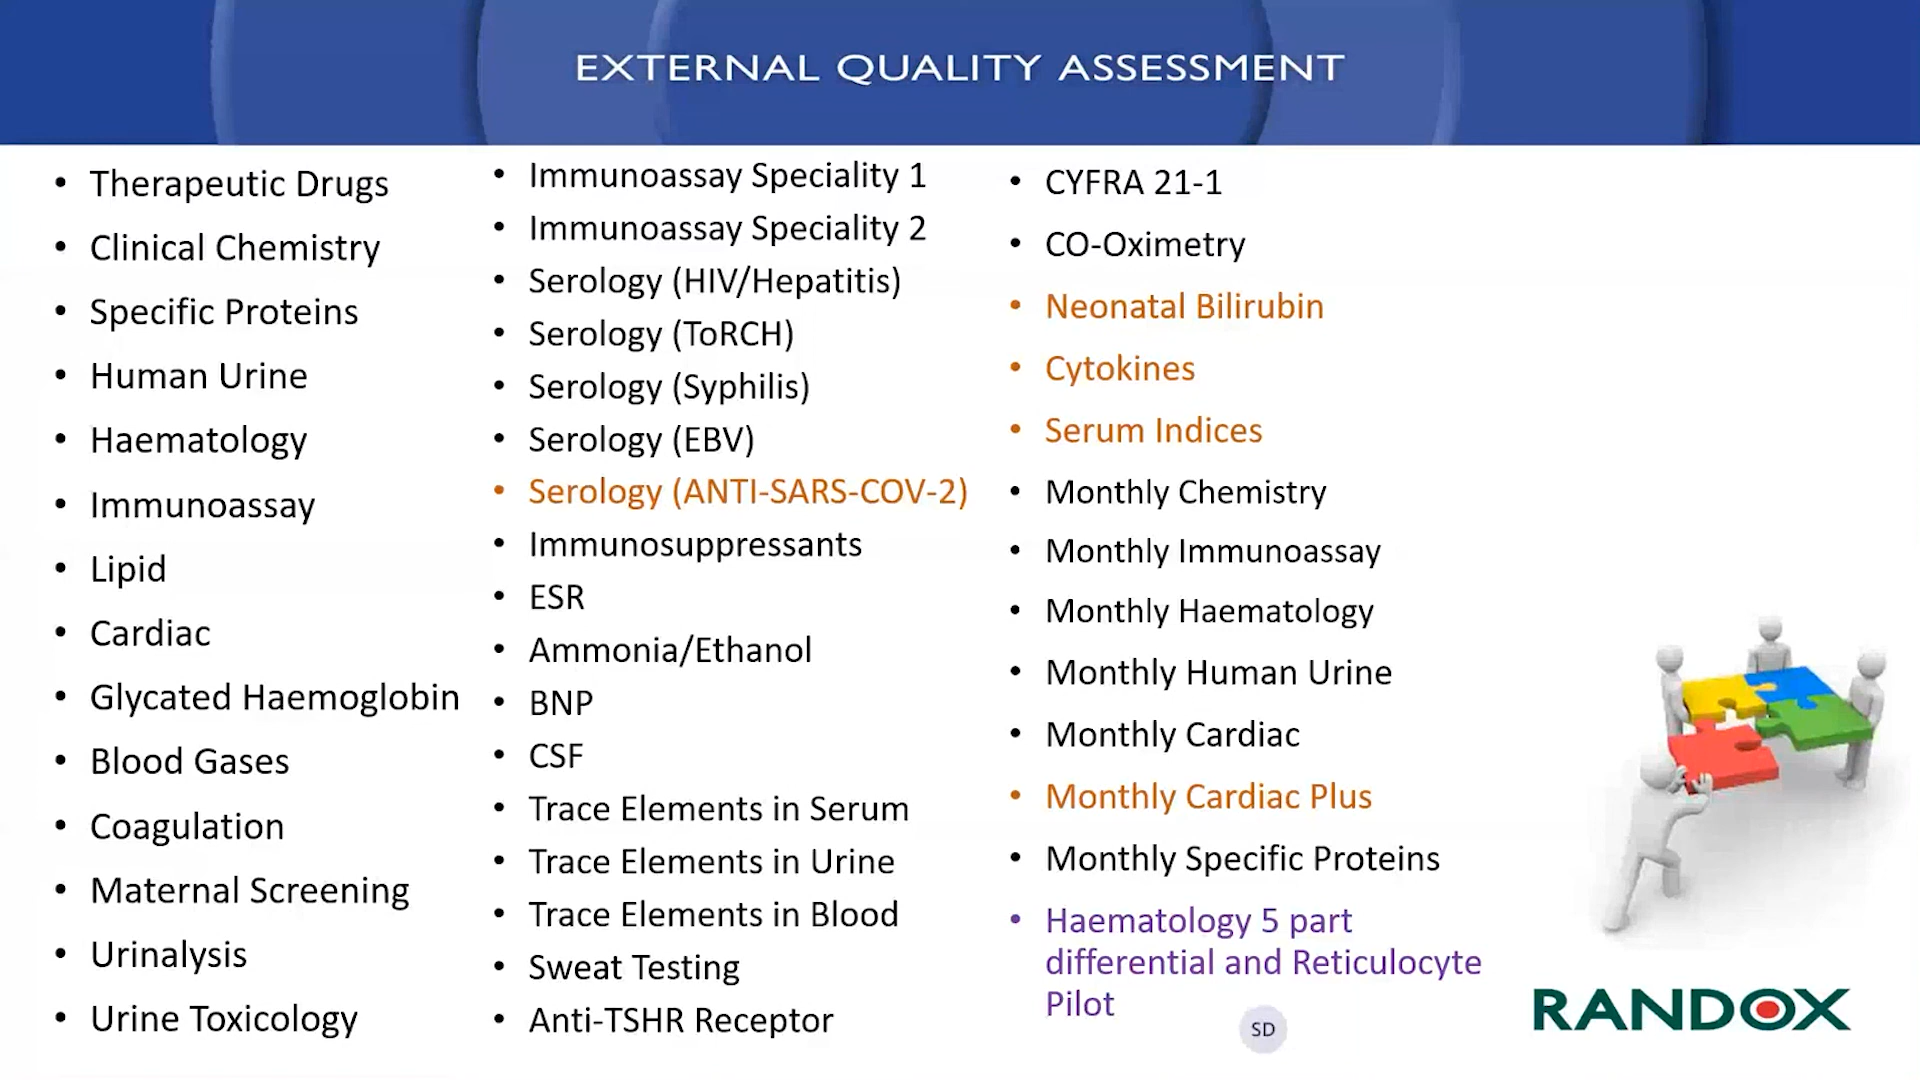 EXTERNAL QUALITY ASSESSMENT
• Therapeutic Drugs
• Clinical Chemistry
• Specific Proteins
• Human Urine
• Haematology
• Immunoassay
• Lipid
• Cardiac
• Glycated Haemoglobin
• Blood Gases
• Coagulation
• Maternal Screening
• Urinalysis
• Urine Toxicology
• Immunoassay Speciality 1
• Immunoassay Speciality 2
• Serology (HIV/Hepatitis)
• Serology (ToRCH)
• Serology (Syphilis)
• Serology (EBV)
• Serology (ANTI-SARS-COV-2)
• Immunosuppressants
• ESR
• Ammonia/Ethanol
• BNP
• CSF
• Trace Elements in Serum
• Trace Elements in Urine
• Trace Elements in Blood
• Sweat Testing
• Anti-TSHR Receptor
• CYFRA 21-1
• CO-Oximetry
• Neonatal Bilirubin
• Cytokines
• Serum Indices
• Monthly Chemistry
• Monthly Immunoassay
• Monthly Haematology
• Monthly Human Urine
• Monthly Cardiac
• Monthly Cardiac Plus
• Monthly Specific Proteins
• Haematology 5 part
differential and Reticulocyte
Pilot
SD
RANDOX